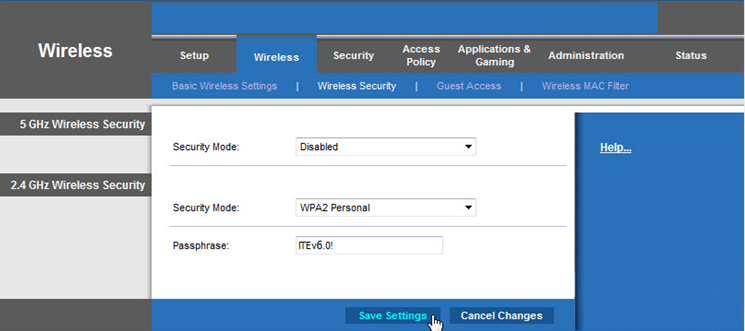 Wireless
Setup
Wireless
Security
Access
Policy
Applications &
Gaming
Administration
Status
Basic Wireless Settings | Wireless Security | Guest Access | Wireless MAC Filter
5 GHz Wireless Security
Security Mode: Disabled
Help...
2.4 GHz Wireless Security
Security Mode: WPA2 Personal
Passphrase: ITEv6.0!
Save Settings Cancel Changes